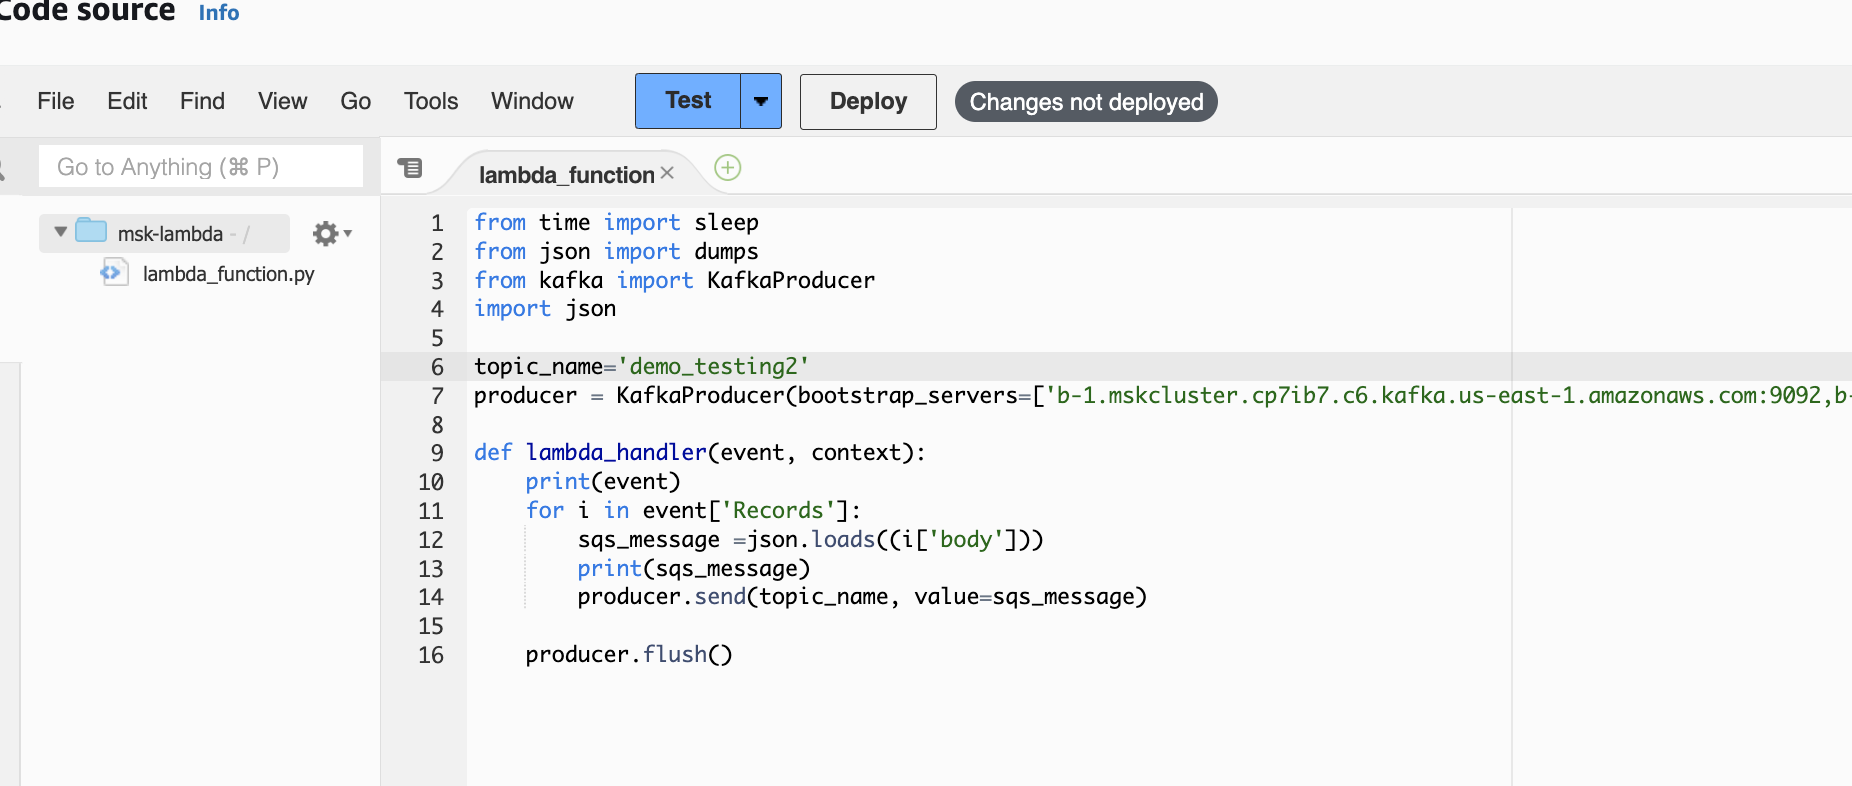 Code source Info
File Edit Find View Go Tools Window Test Deploy Changes not deployed
Go to Anything (⌘ P) lambda_function
msk-lambda - /
lambda_function.py
1 from time import sleep
2 from json import dumps
3 from kafka import KafkaProducer
4 import json
5
6 topic_name='demo_testing2'
7 producer = KafkaProducer(bootstrap_servers=['b-1.mskcluster.cp7ib7.c6.kafka.us-east-1.amazonaws.com:9092,b-
8
9 def lambda_handler(event, context):
10 print(event)
11 for i in event['Records']:
12 sqs_message =json.loads((i['body']))
13 print(sqs_message)
14 producer.send(topic_name, value=sqs_message)
15
16 producer.flush()